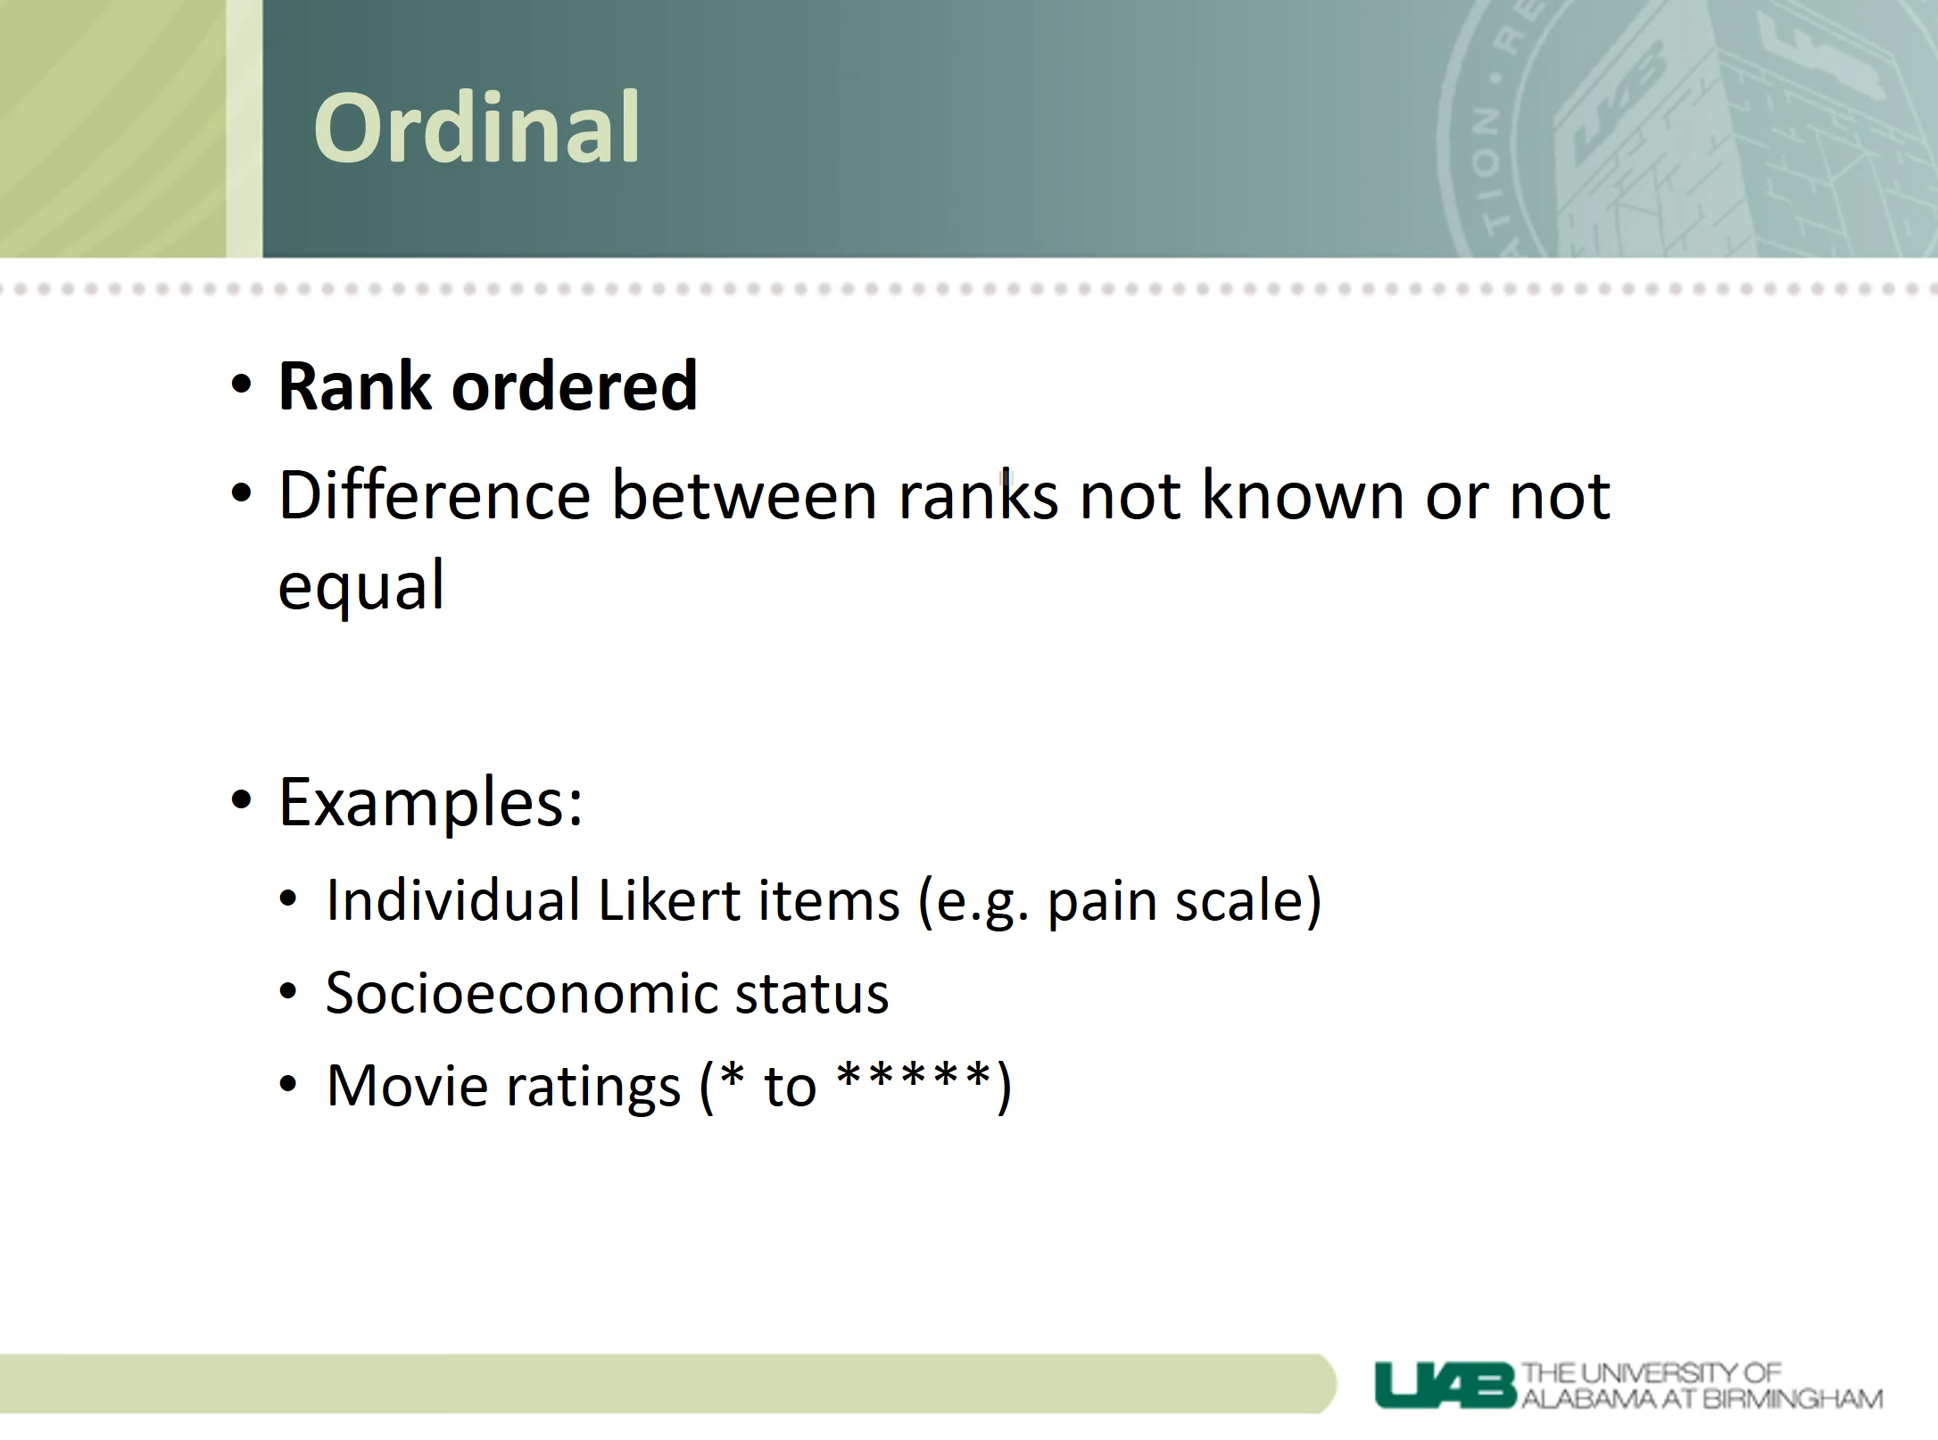 Ordinal
• Rank ordered
• Difference between ranks not known or not
equal
• Examples:
• Individual Likert items (e.g. pain scale)
• Socioeconomic status
• Movie ratings (* to *****)
UAB THE UNIVERSITY OF
ALABAMA AT BIRMINGHAM